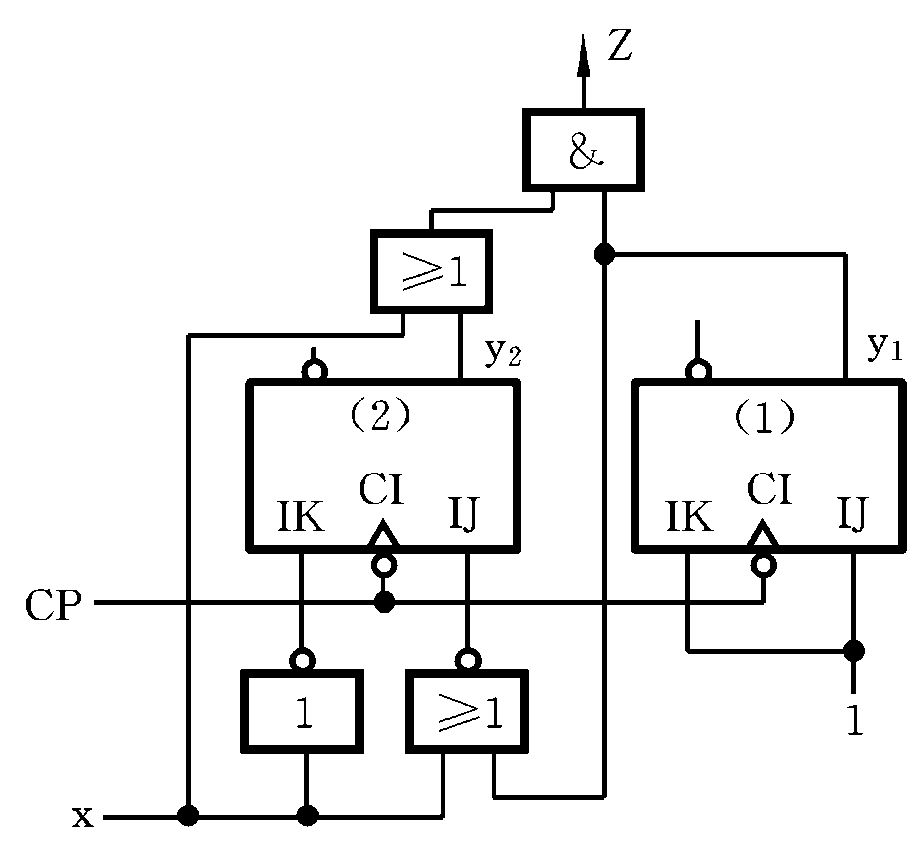 Z
&
≥1
y₂
y₁
(2)
(1)
IK
CI
IJ
IK
CI
IJ
CP
1
≥1
1
x